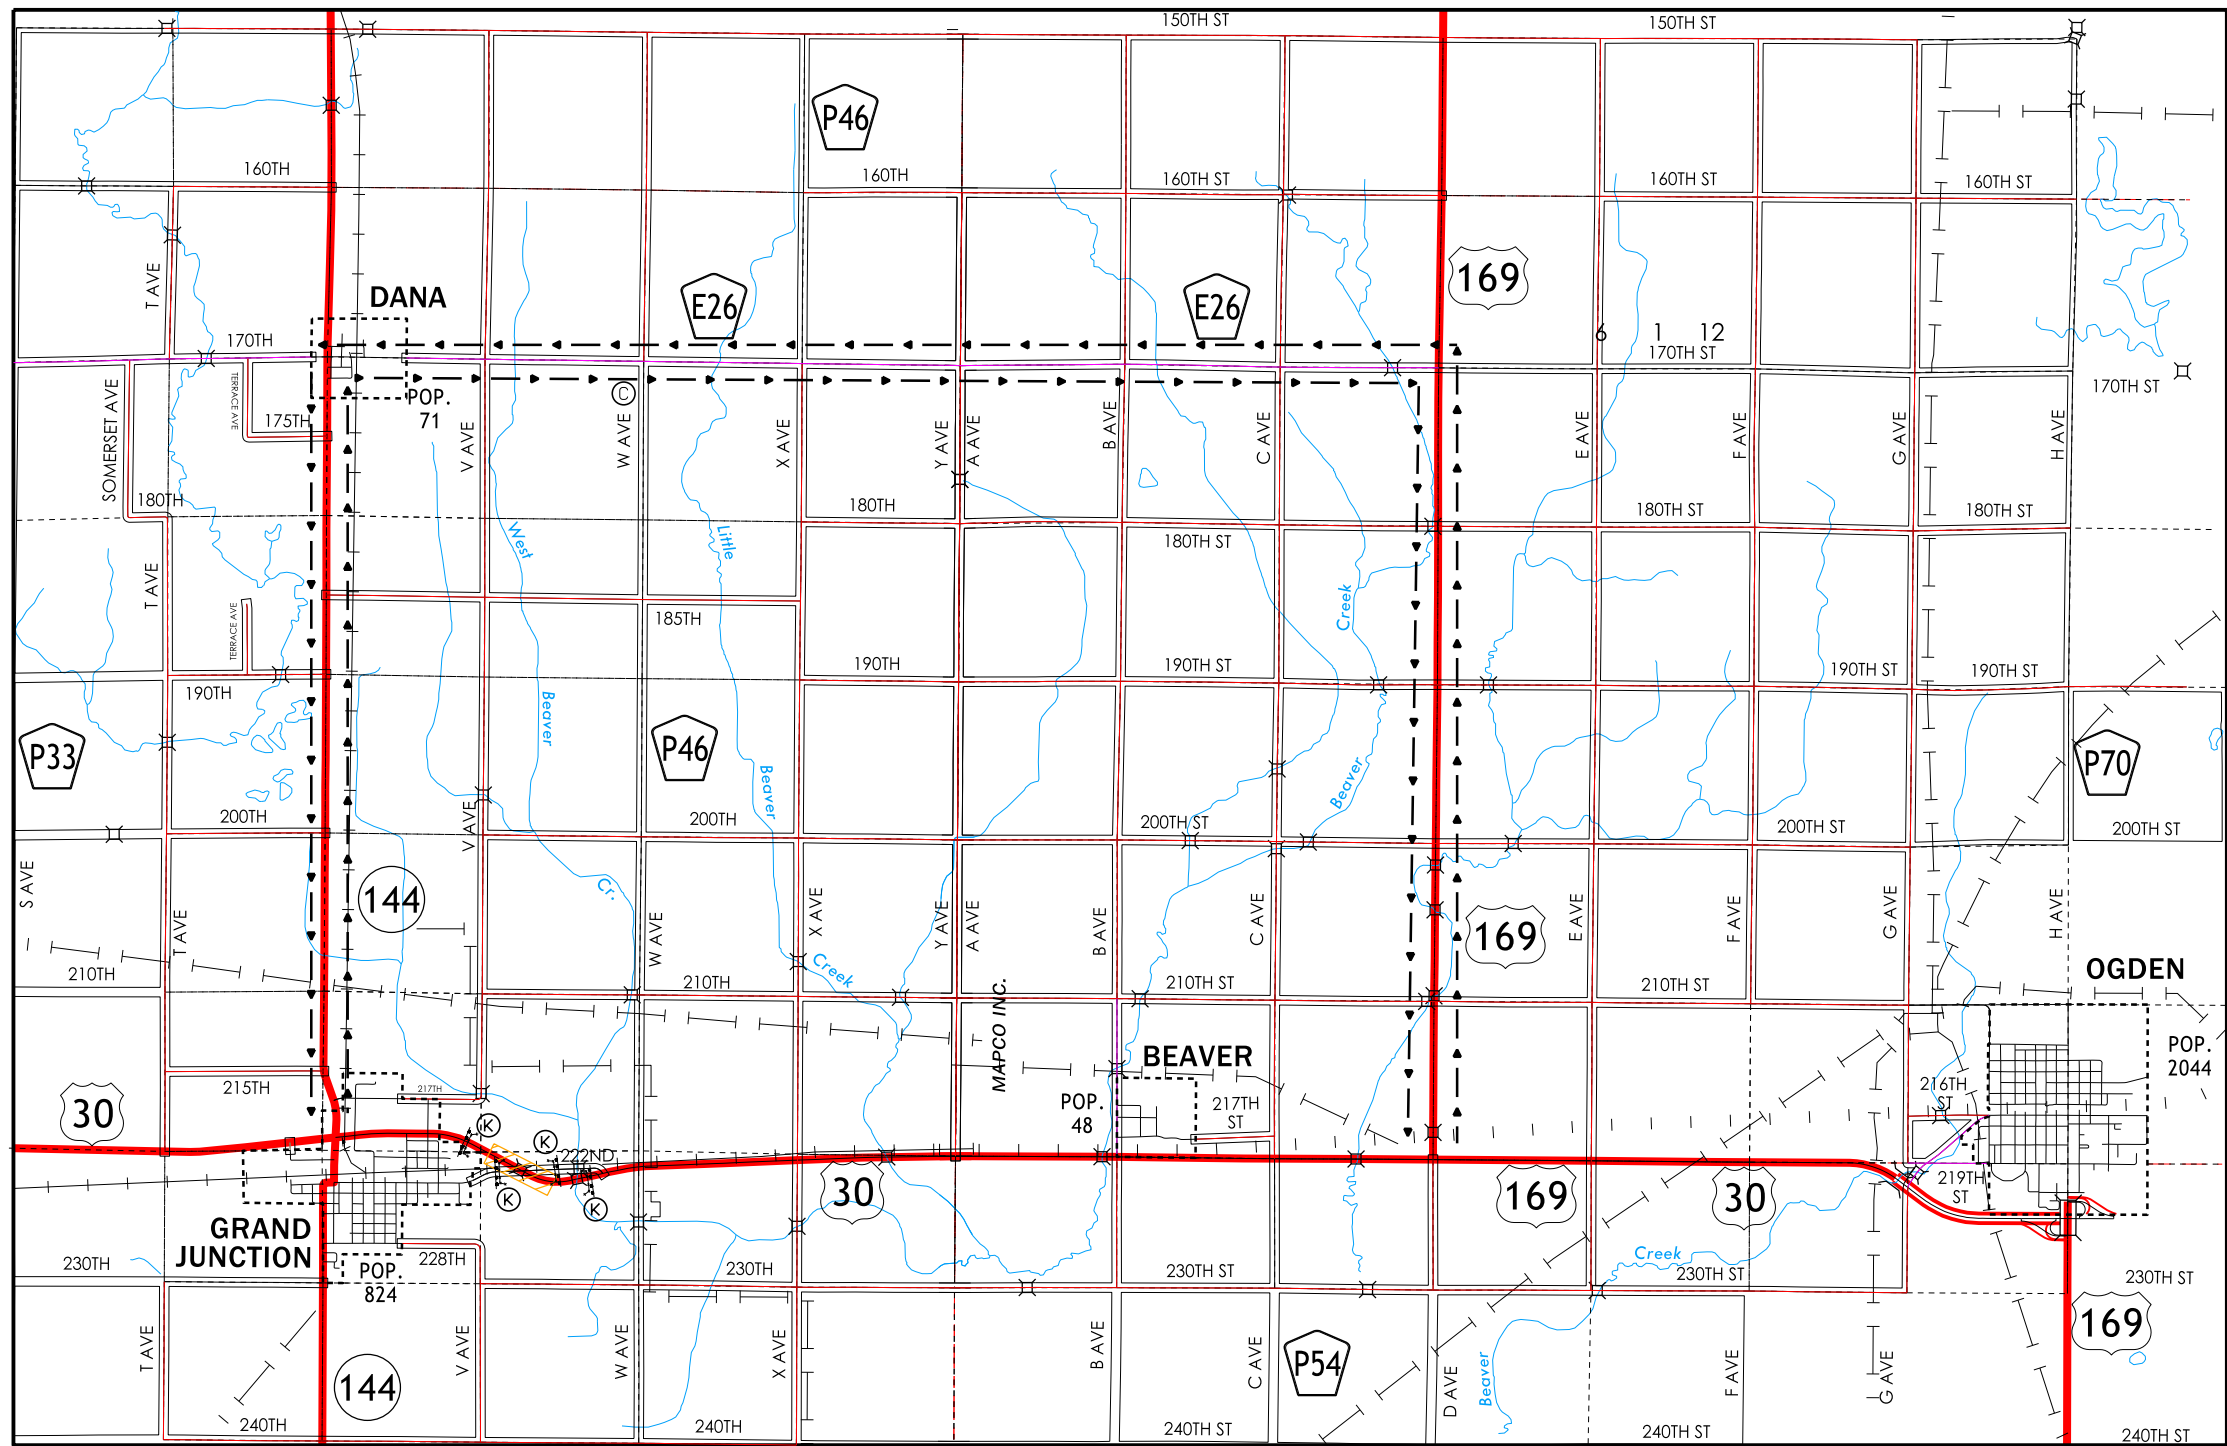 150TH ST
150TH ST
P46
160TH
160TH
160TH ST
160TH ST
160TH ST
T AVE
DANA
E26
E26
169
6 1 12
170TH
170TH ST
170TH ST
SOMERSET AVE
TERRACE AVE
175TH
POP.
71
C
V AVE
W AVE
X AVE
Y AVE
A AVE
B AVE
C AVE
E AVE
F AVE
G AVE
H AVE
180TH
180TH
180TH ST
180TH ST
180TH ST
West
Little
T AVE
TERRACE AVE
185TH
Creek
190TH
190TH
190TH ST
190TH ST
190TH ST
Beaver
P33
P46
Beaver
Beaver
P70
200TH
V AVE
200TH
200TH ST
200TH ST
200TH ST
S AVE
T AVE
144
Cr.
W AVE
X AVE
Y AVE
A AVE
B AVE
C AVE
169
E AVE
F AVE
G AVE
H AVE
210TH
210TH
Creek
210TH ST
210TH ST
OGDEN
MAPCO INC.
BEAVER
POP.
2044
30
215TH
217TH
POP.
48
217TH
ST
216TH
ST
K
K
222ND
K
K
30
169
30
219TH
ST
GRAND
JUNCTION
230TH
POP.
824
228TH
230TH
230TH ST
Creek
230TH ST
230TH ST
169
T AVE
144
V AVE
W AVE
X AVE
B AVE
C AVE
P54
D AVE
Beaver
F AVE
G AVE
240TH
240TH
240TH ST
240TH ST
240TH ST